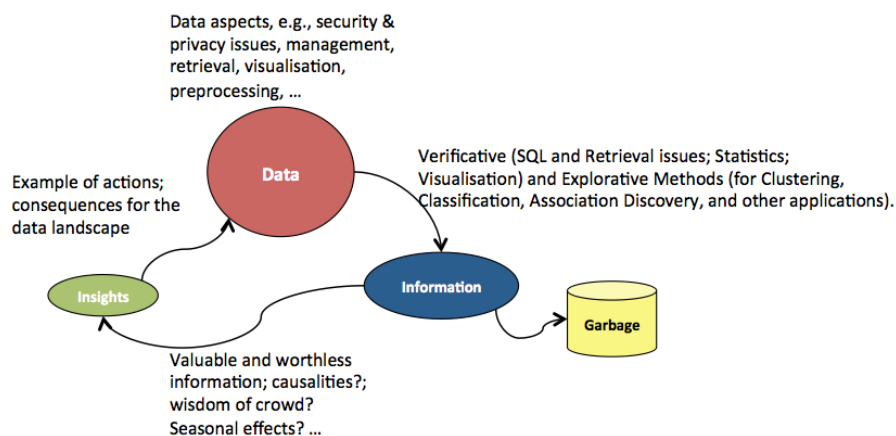 Data aspects, e.g., security &
privacy issues, management,
retrieval, visualisation,
preprocessing, ...
Data
Verificative (SQL and Retrieval issues; Statistics;
Visualisation) and Explorative Methods (for Clustering,
Classification, Association Discovery, and other applications).
Example of actions;
consequences for the
data landscape
Insights
Information
Garbage
Valuable and worthless
information; causalities?;
wisdom of crowd?
Seasonal effects? ...